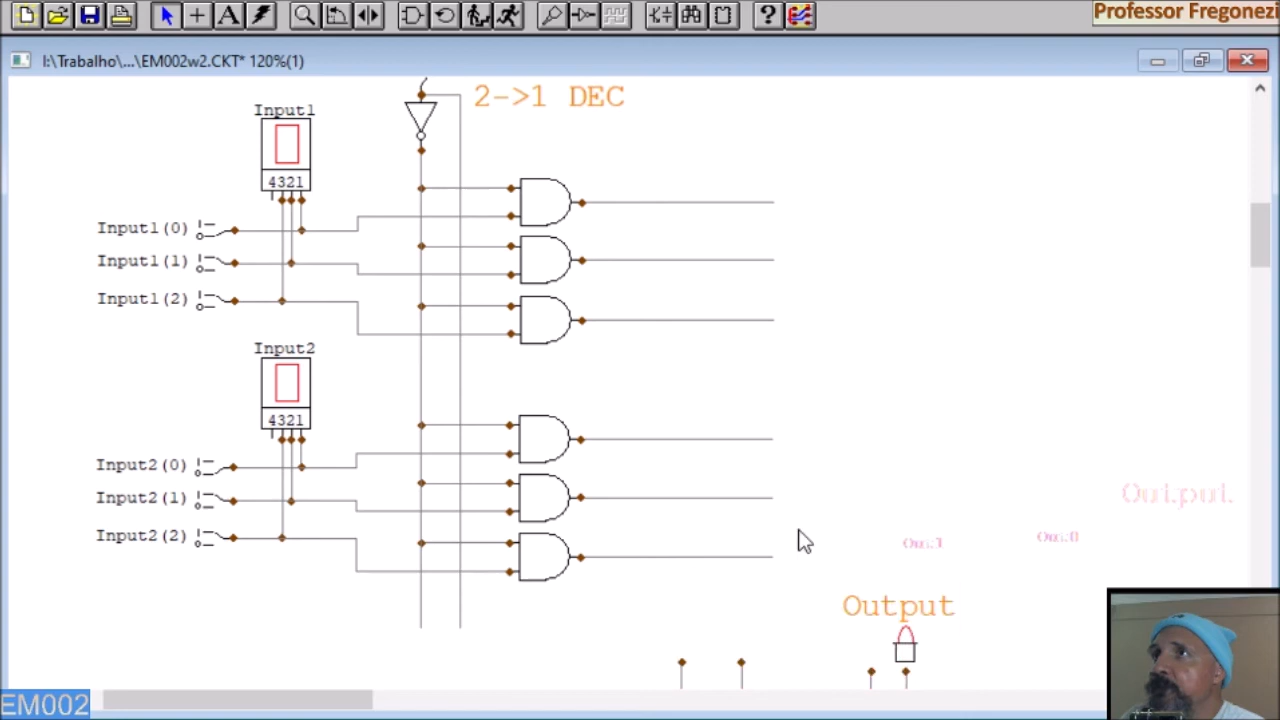 Professor Fregonezi
I:\Trabalho\...\EM002w2.CKT* 120%(1)
2->1 DEC
Input1
4321
Input1(0)
Input1(1)
Input1(2)
Input2
4321
Input2(0)
Input2(1)
Input2(2)
Output
Output
EM002